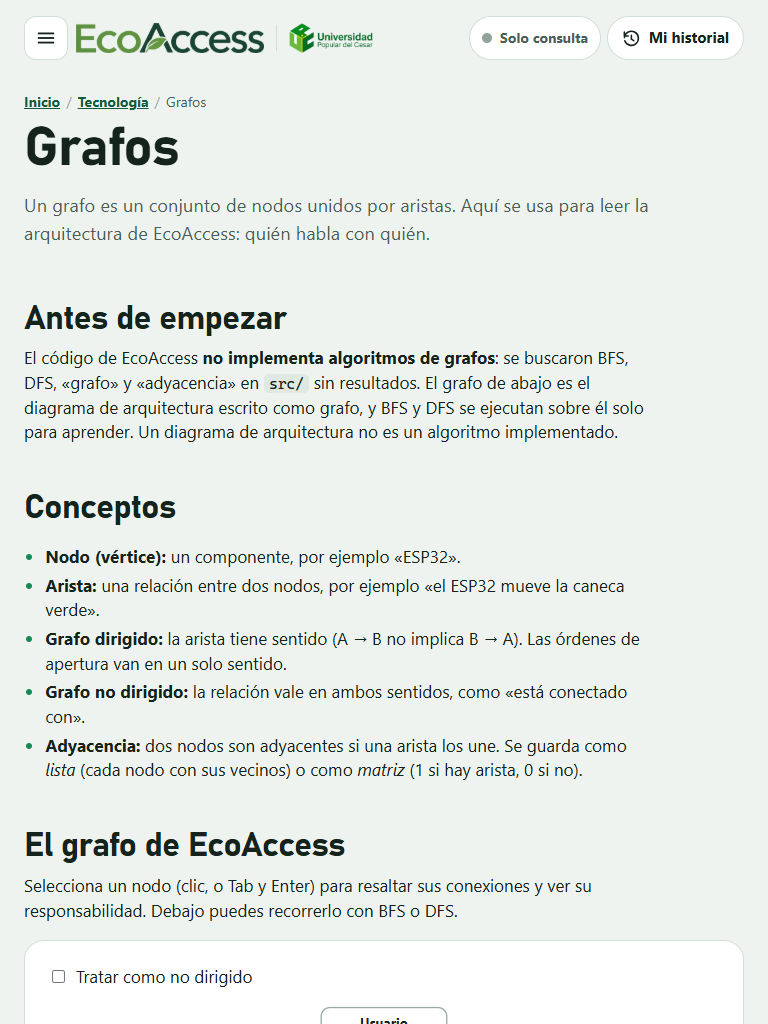 EcoAccess
Universidad
Popular del Cesar
Solo consulta
Mi historial
Inicio / Tecnología / Grafos
Grafos
Un grafo es un conjunto de nodos unidos por aristas. Aquí se usa para leer la
arquitectura de EcoAccess: quién habla con quién.
Antes de empezar
El código de EcoAccess no implementa algoritmos de grafos: se buscaron BFS,
DFS, «grafo» y «adyacencia» en src/ sin resultados. El grafo de abajo es el
diagrama de arquitectura escrito como grafo, y BFS y DFS se ejecutan sobre él solo
para aprender. Un diagrama de arquitectura no es un algoritmo implementado.
Conceptos
• Nodo (vértice): un componente, por ejemplo «ESP32».
• Arista: una relación entre dos nodos, por ejemplo «el ESP32 mueve la caneca
verde».
• Grafo dirigido: la arista tiene sentido (A → B no implica B → A). Las órdenes de
apertura van en un solo sentido.
• Grafo no dirigido: la relación vale en ambos sentidos, como «está conectado
con».
• Adyacencia: dos nodos son adyacentes si una arista los une. Se guarda como
lista (cada nodo con sus vecinos) o como matriz (1 si hay arista, 0 si no).
El grafo de EcoAccess
Selecciona un nodo (clic, o Tab y Enter) para resaltar sus conexiones y ver su
responsabilidad. Debajo puedes recorrerlo con BFS o DFS.
Tratar como no dirigido
Usuario